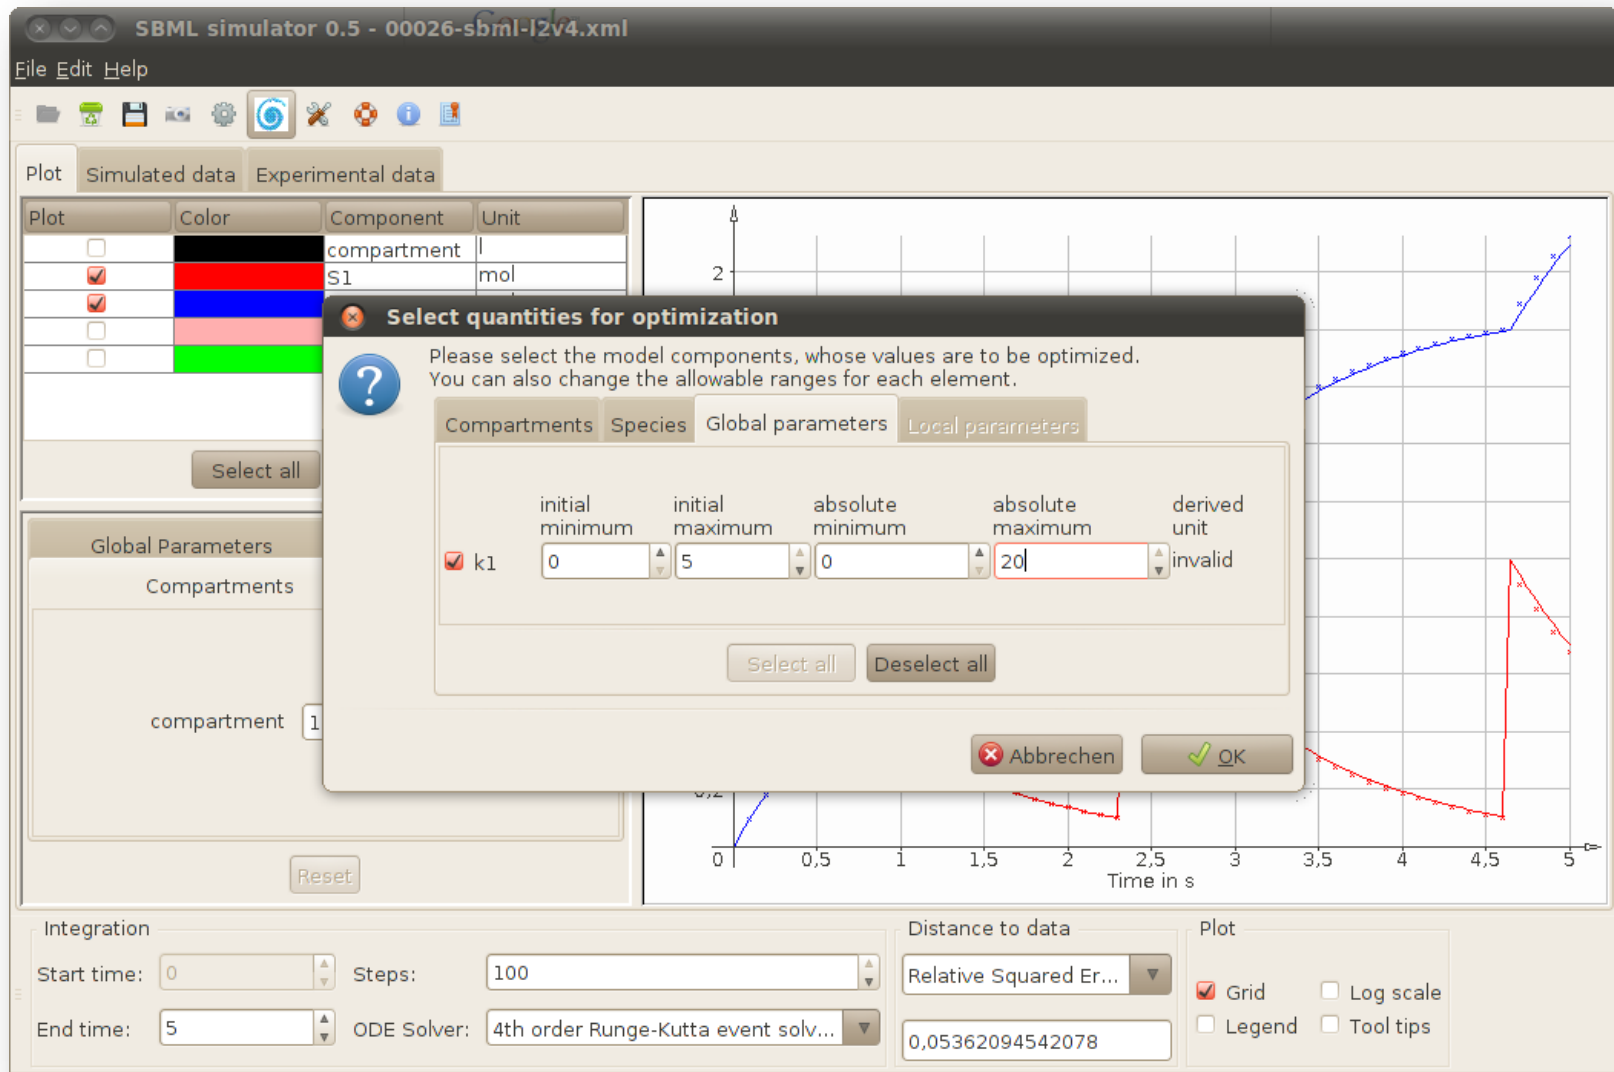 SBML simulator 0.5 - 00026-sbml-l2v4.xml
File Edit Help
Plot Simulated data Experimental data
Plot Color Component Unit
compartment l
S1 mol
Select all
Global Parameters
Compartments
compartment 1
Reset
2
0,2
0 0,5 1 1,5 2 2,5 3 3,5 4 4,5 5
Time in s
Select quantities for optimization
Please select the model components, whose values are to be optimized.
You can also change the allowable ranges for each element.
Compartments Species Global parameters Local parameters
initial minimum initial maximum absolute minimum absolute maximum derived unit
k1 0 5 0 20 invalid
Select all Deselect all
Abbrechen OK
Integration
Start time: 0 Steps: 100
End time: 5 ODE Solver: 4th order Runge-Kutta event solv...
Distance to data
Relative Squared Er...
0,05362094542078
Plot
Grid Log scale
Legend Tool tips